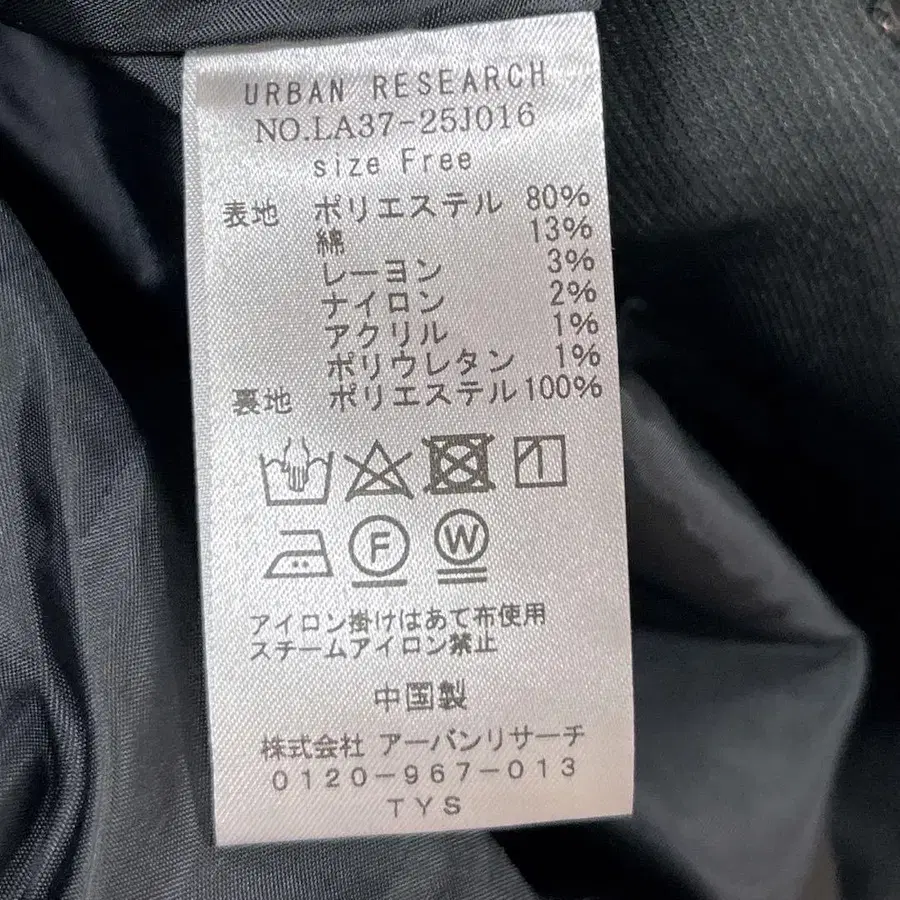 URBAN RESEARCH
NO.LA37-25J016
size Free
表地 ポリエステル 80%
綿 13%
レーヨン 3%
ナイロン 2%
アクリル 1%
ポリウレタン 1%
裏地 ポリエステル 100%
F W
アイロン掛けはあて布使用
スチームアイロン禁止
中国製
株式会社 アーバンリサーチ
0120-967-013
TYS